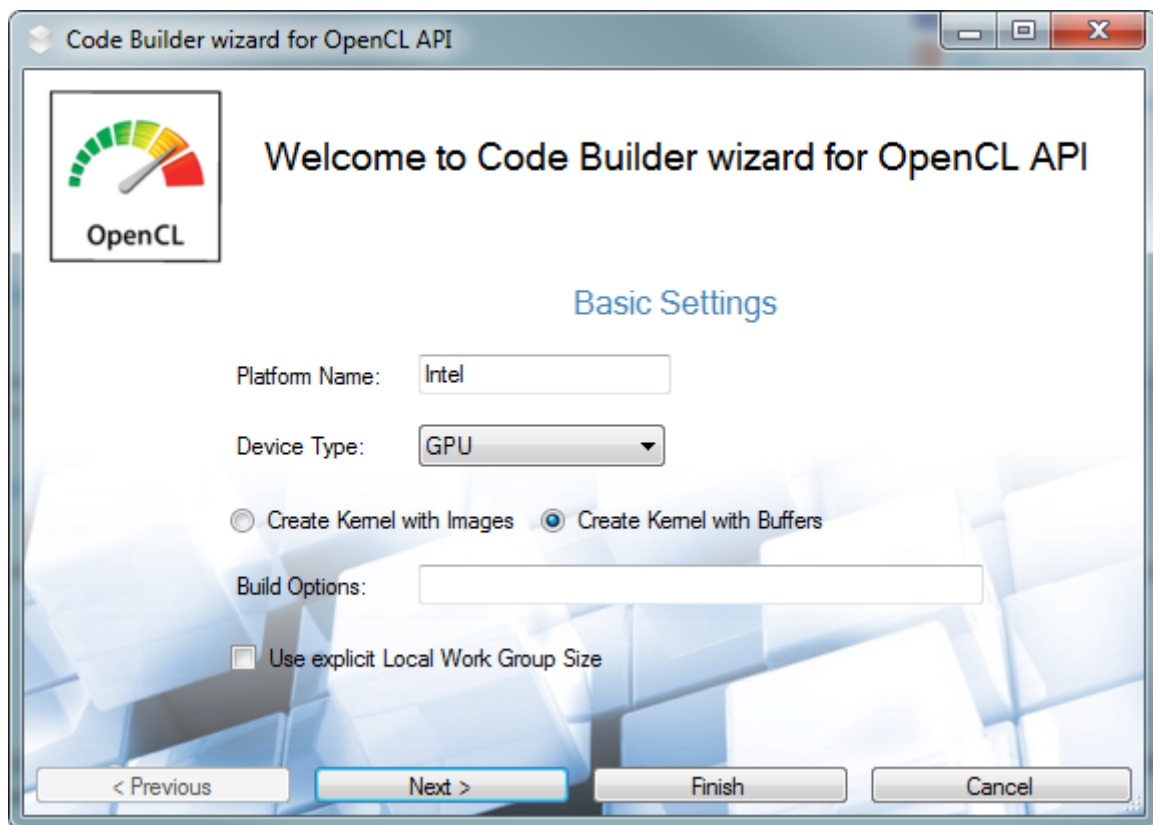 Code Builder wizard for OpenCL API
OpenCL
Welcome to Code Builder wizard for OpenCL API
Basic Settings
Platform Name: Intel
Device Type: GPU
Create Kernel with Images Create Kernel with Buffers
Build Options:
Use explicit Local Work Group Size
< Previous Next > Finish Cancel